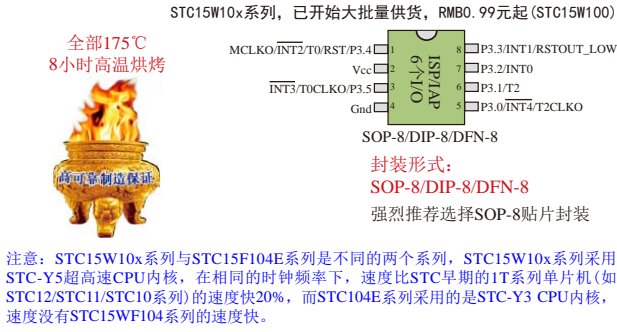 STC15W10x系列，已开始大批量供货，RMB0.99元起(STC15W100)
全部175℃
8小时高温烘烤
高可靠制造保证
MCLKO/INT2/T0/RST/P3.4 1
Vcc 2
INT3/T0CLKO/P3.5 3
Gnd 4
ISP/IAP
6个I/O
8 P3.3/INT1/RSTOUT_LOW
7 P3.2/INT0
6 P3.1/T2
5 P3.0/INT4/T2CLKO
SOP-8/DIP-8/DFN-8
封装形式：
SOP-8/DIP-8/DFN-8
强烈推荐选择SOP-8贴片封装
注意：STC15W10x系列与STC15F104E系列是不同的两个系列，STC15W10x系列采用
STC-Y5超高速CPU内核，在相同的时钟频率下，速度比STC早期的1T系列单片机(如
STC12/STC11/STC10系列)的速度快20%，而STC104E系列采用的是STC-Y3 CPU内核，
速度没有STC15WF104系列的速度快。